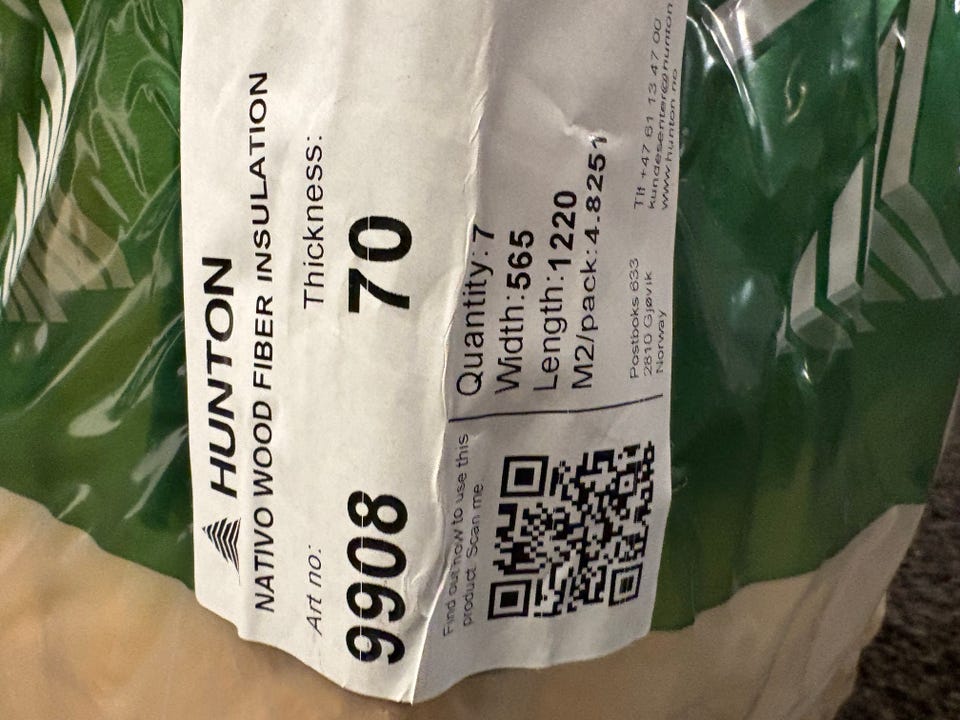 HUNTON
NATIVO WOOD FIBER INSULATION
Art no:
9908
Thickness:
70
Find out how to use this
product. Scan me
Quantity:7
Width:565
Length:1220
M2/pack:4.8251
Postboks 633
2810 Gjøvik
Norway
Tlf +47 61 13 47 00
kundesenter@hunton
www.hunton.no